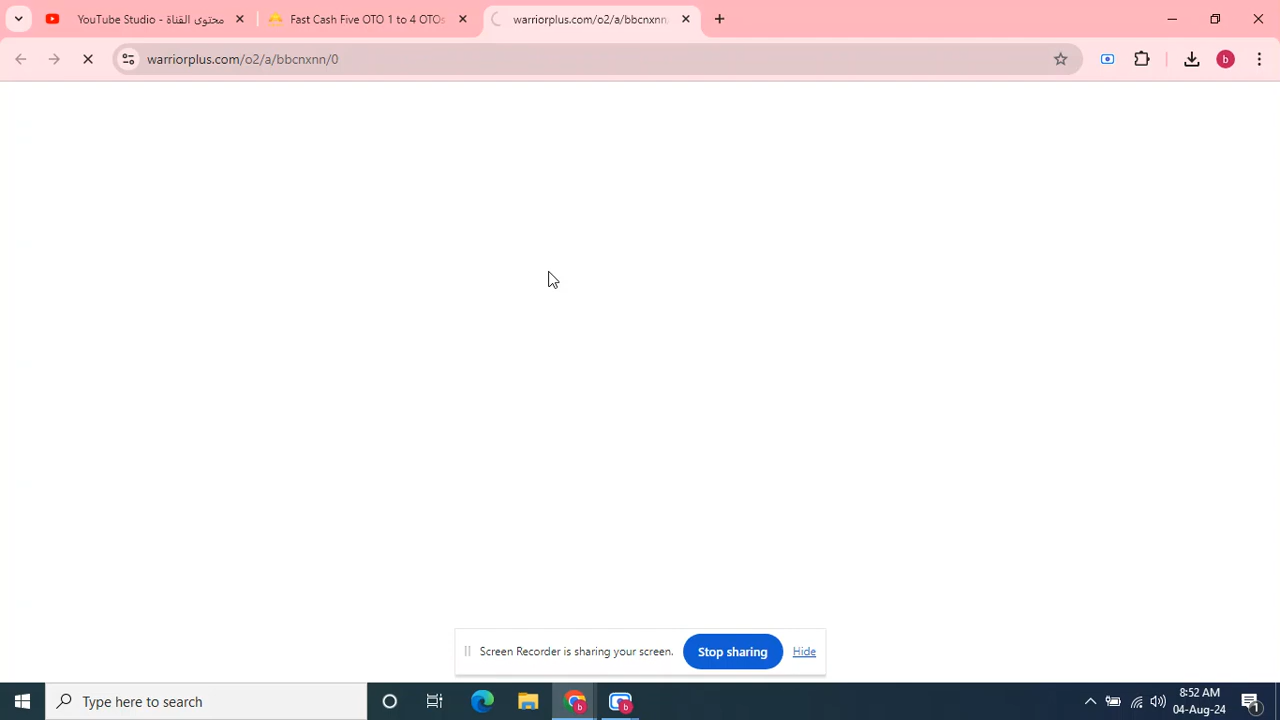 YouTube Studio - محتوى القناة
Fast Cash Five OTO 1 to 4 OTOs
warriorplus.com/o2/a/bbcnxnn
warriorplus.com/o2/a/bbcnxnn/0
b
Screen Recorder is sharing your screen.
Stop sharing
Hide
Type here to search
b
b
8:52 AM
04-Aug-24
1